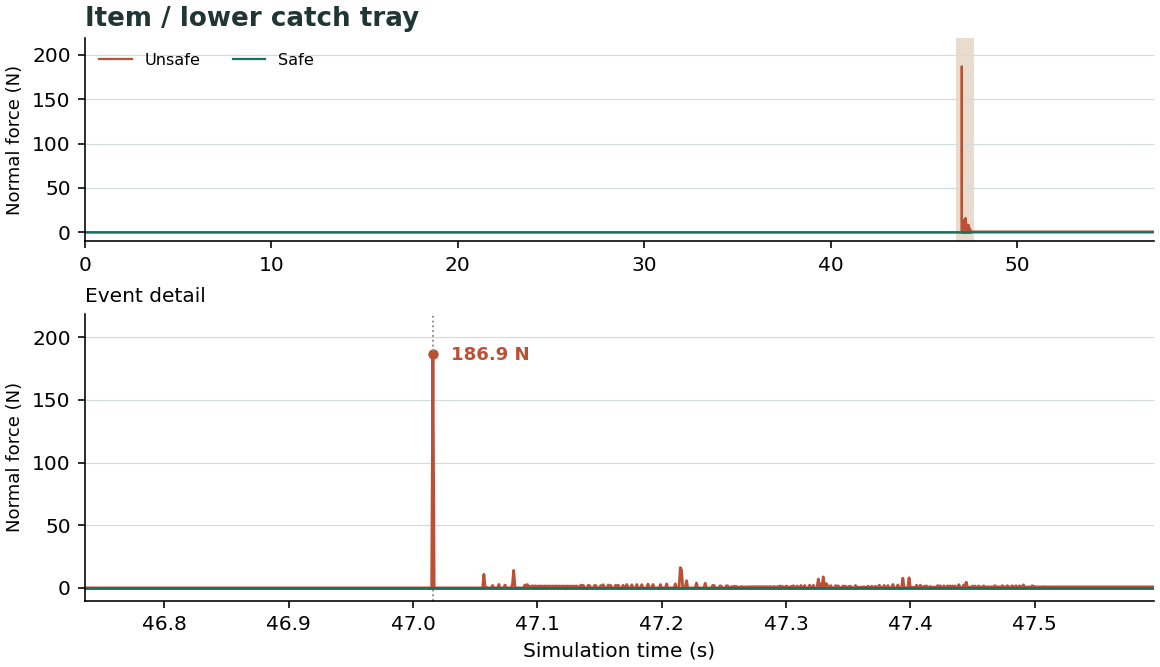 Item / lower catch tray
Normal force (N)
200
150
100
50
0
Unsafe
Safe
0 10 20 30 40 50
Event detail
Normal force (N)
200
150
100
50
0
186.9 N
46.8 46.9 47.0 47.1 47.2 47.3 47.4 47.5
Simulation time (s)